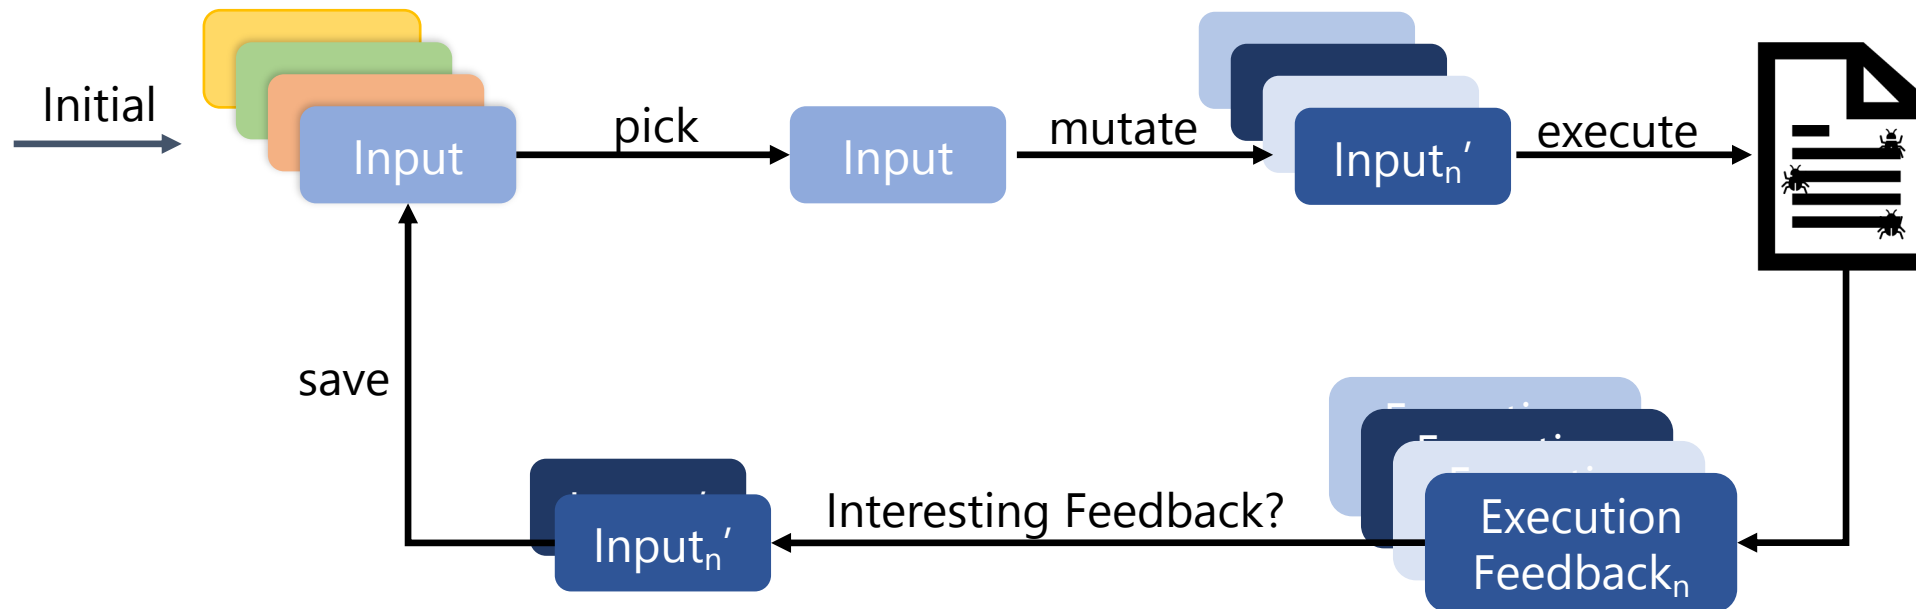 Initial
Input
pick
Input
mutate
Inputₙ′
execute
save
Inputₙ′
Interesting Feedback?
Execution
Feedbackₙ